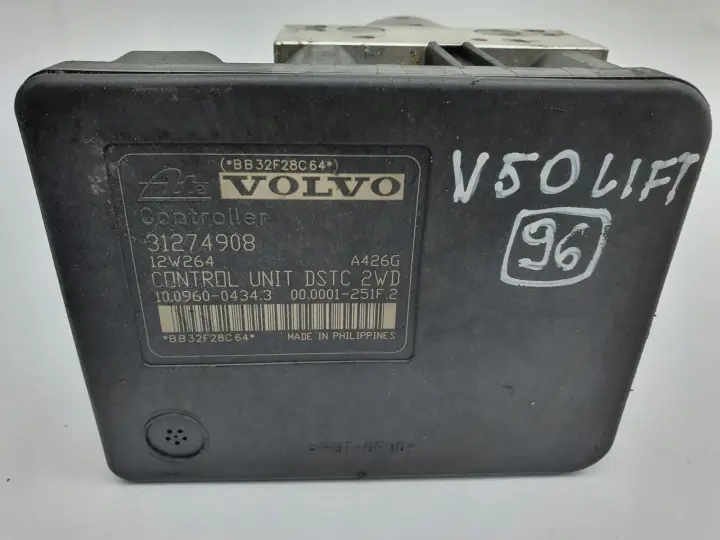 (*BB32F28C64*)
Ate VOLVO
Controller
31274908
12W264 A426G
CONTROL UNIT DSTC 2WD
10.0960-0434.3 00.0001-251F.2
*BB32F28C64* MADE IN PHILIPPINES
V50 LIFT
96